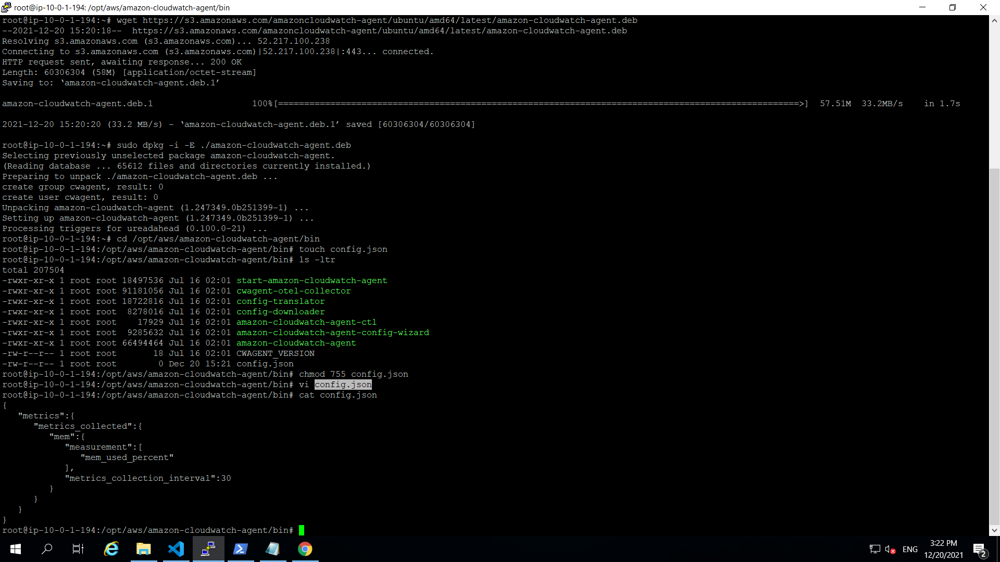 root@ip-10-0-1-194: /opt/aws/amazon-cloudwatch-agent/bin
root@ip-10-0-1-194:~# wget https://s3.amazonaws.com/amazoncloudwatch-agent/ubuntu/amd64/latest/amazon-cloudwatch-agent.deb
--2021-12-20 15:20:18--  https://s3.amazonaws.com/amazoncloudwatch-agent/ubuntu/amd64/latest/amazon-cloudwatch-agent.deb
Resolving s3.amazonaws.com (s3.amazonaws.com)... 52.217.100.238
Connecting to s3.amazonaws.com (s3.amazonaws.com)|52.217.100.238|:443... connected.
HTTP request sent, awaiting response... 200 OK
Length: 60306304 (58M) [application/octet-stream]
Saving to: ‘amazon-cloudwatch-agent.deb.1’
amazon-cloudwatch-agent.deb.1                   100%[====================================================================================================>]  57.51M  33.2MB/s    in 1.7s
2021-12-20 15:20:20 (33.2 MB/s) - ‘amazon-cloudwatch-agent.deb.1’ saved [60306304/60306304]
root@ip-10-0-1-194:~# sudo dpkg -i -E ./amazon-cloudwatch-agent.deb
Selecting previously unselected package amazon-cloudwatch-agent.
(Reading database ... 65612 files and directories currently installed.)
Preparing to unpack ./amazon-cloudwatch-agent.deb ...
create group cwagent, result: 0
create user cwagent, result: 0
Unpacking amazon-cloudwatch-agent (1.247349.0b251399-1) ...
Setting up amazon-cloudwatch-agent (1.247349.0b251399-1) ...
Processing triggers for ureadahead (0.100.0-21) ...
root@ip-10-0-1-194:~# cd /opt/aws/amazon-cloudwatch-agent/bin
root@ip-10-0-1-194:/opt/aws/amazon-cloudwatch-agent/bin# touch config.json
root@ip-10-0-1-194:/opt/aws/amazon-cloudwatch-agent/bin# ls -ltr
total 207504
-rwxr-xr-x 1 root root 18497536 Jul 16 02:01 start-amazon-cloudwatch-agent
-rwxr-xr-x 1 root root 91181056 Jul 16 02:01 cwagent-otel-collector
-rwxr-xr-x 1 root root 18722816 Jul 16 02:01 config-translator
-rwxr-xr-x 1 root root  8278016 Jul 16 02:01 config-downloader
-rwxr-xr-x 1 root root    17929 Jul 16 02:01 amazon-cloudwatch-agent-ctl
-rwxr-xr-x 1 root root  9285632 Jul 16 02:01 amazon-cloudwatch-agent-config-wizard
-rwxr-xr-x 1 root root 66494464 Jul 16 02:01 amazon-cloudwatch-agent
-rw-r--r-- 1 root root       18 Jul 16 02:01 CWAGENT_VERSION
-rw-r--r-- 1 root root        0 Dec 20 15:21 config.json
root@ip-10-0-1-194:/opt/aws/amazon-cloudwatch-agent/bin# chmod 755 config.json
root@ip-10-0-1-194:/opt/aws/amazon-cloudwatch-agent/bin# vi config.json
root@ip-10-0-1-194:/opt/aws/amazon-cloudwatch-agent/bin# cat config.json
{
   "metrics":{
      "metrics_collected":{
         "mem":{
            "measurement":[
               "mem_used_percent"
            ],
            "metrics_collection_interval":30
         }
      }
   }
}
root@ip-10-0-1-194:/opt/aws/amazon-cloudwatch-agent/bin#
ENG
3:22 PM
12/20/2021
2